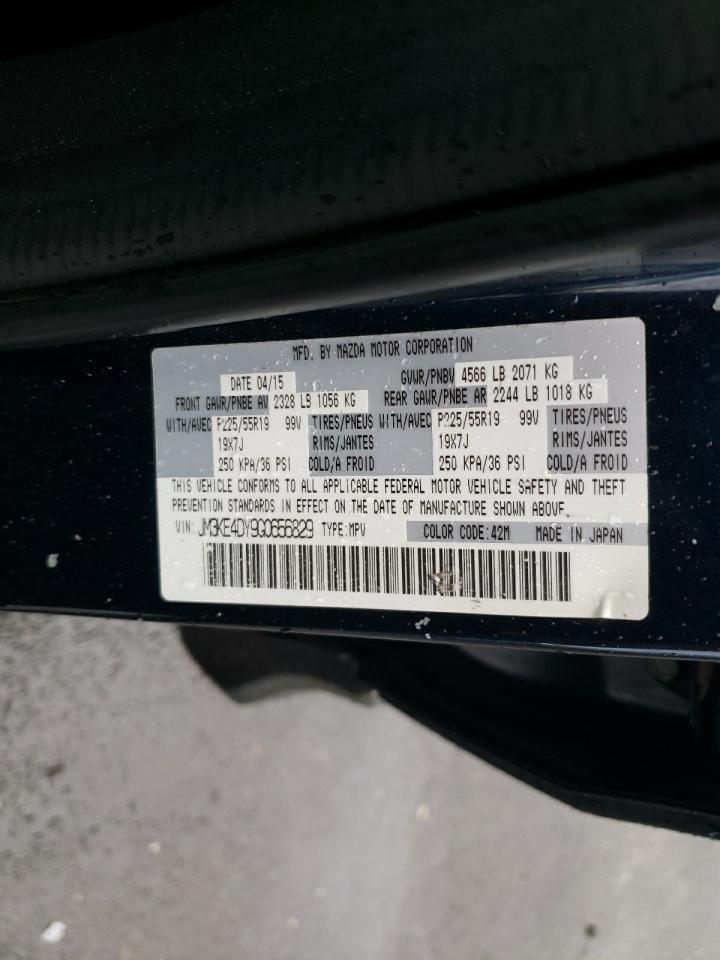 MFD. BY MAZDA MOTOR CORPORATION
DATE 04/15 GVWR/PNBV 4566 LB 2071 KG
FRONT GAWR/PNBE AV 2328 LB 1056 KG REAR GAWR/PNBE AR 2244 LB 1018 KG
WITH/AVEC P225/55R19 99V TIRES/PNEUS WITH/AVEC P225/55R19 99V TIRES/PNEUS
19X7J RIMS/JANTES 19X7J RIMS/JANTES
250 KPA/36 PSI COLD/A FROID 250 KPA/36 PSI COLD/A FROID
THIS VEHICLE CONFORMS TO ALL APPLICABLE FEDERAL MOTOR VEHICLE SAFETY AND THEFT
PREVENTION STANDARDS IN EFFECT ON THE DATE OF MANUFACTURE SHOWN ABOVE.
VIN: JM3KE4DY9G0656829 TYPE:MPV COLOR CODE:42M MADE IN JAPAN